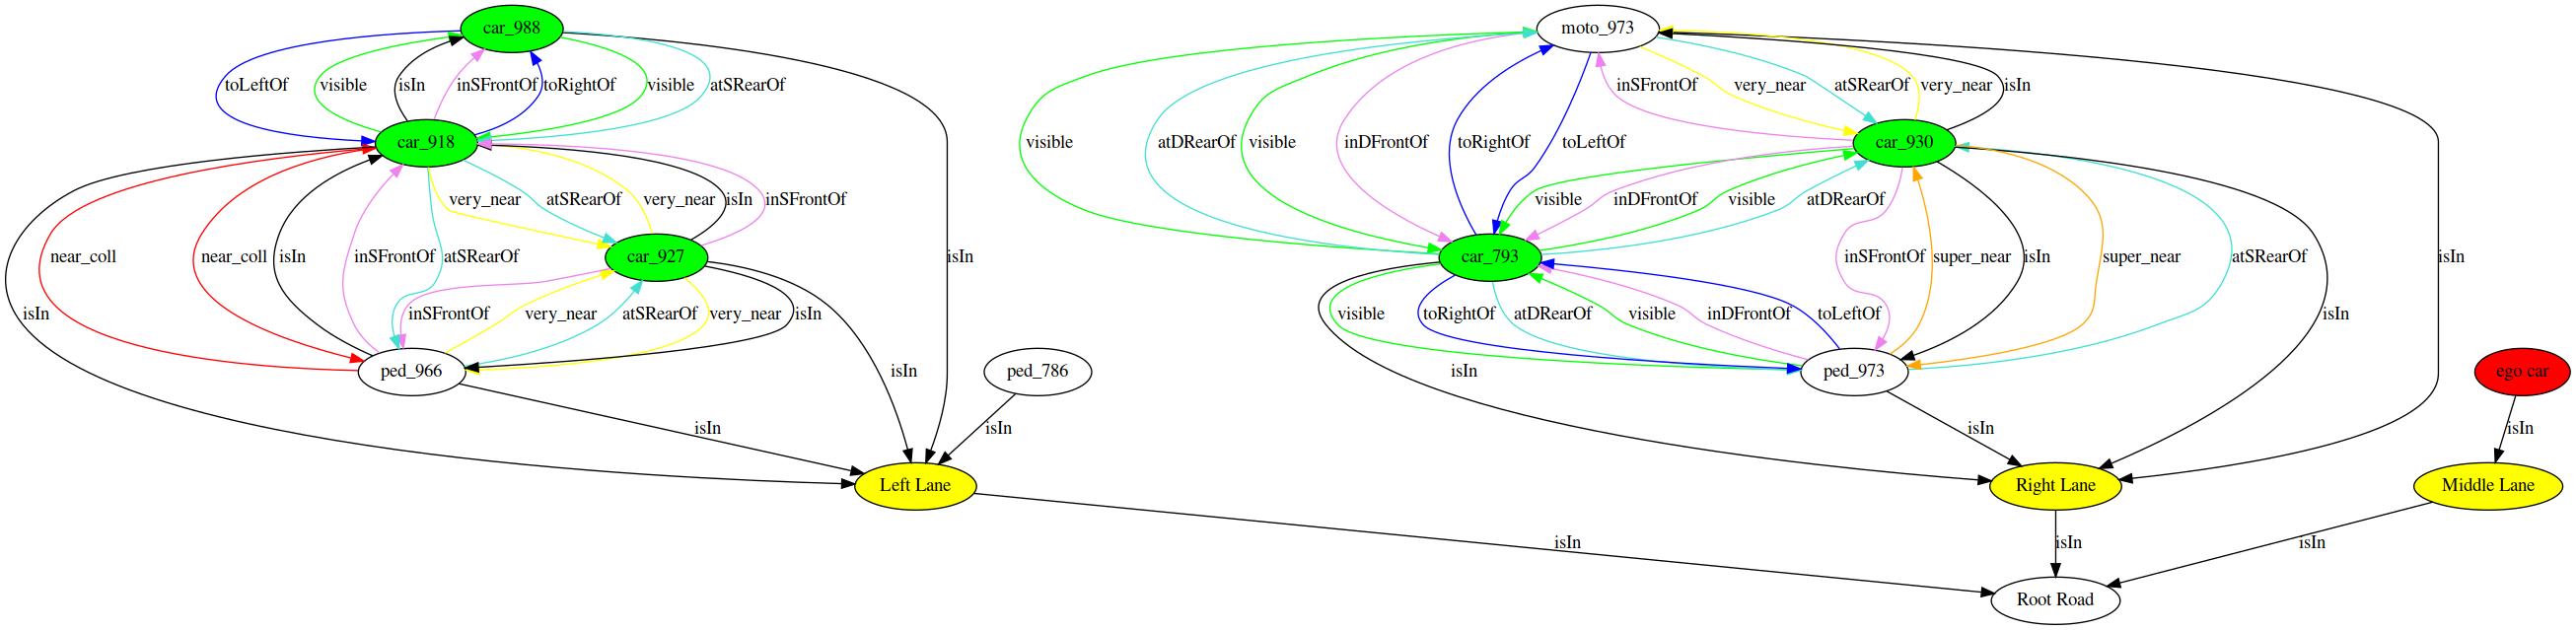 car_988
moto_973
toLeftOf
visible
isIn
inSFrontOf
toRightOf
visible
atSRearOf
inSFrontOf
very_near
atSRearOf
very_near
isIn
car_918
visible
atDRearOf
visible
inDFrontOf
toRightOf
toLeftOf
car_930
very_near
atSRearOf
very_near
isIn
inSFrontOf
visible
inDFrontOf
visible
atDRearOf
near_coll
near_coll
isIn
inSFrontOf
atSRearOf
car_927
isIn
car_793
inSFrontOf
super_near
isIn
super_near
atSRearOf
isIn
isIn
inSFrontOf
very_near
atSRearOf
very_near
isIn
visible
toRightOf
atDRearOf
visible
inDFrontOf
toLeftOf
isIn
ped_966
isIn
ped_786
isIn
ped_973
ego car
isIn
isIn
isIn
isIn
Left Lane
Right Lane
Middle Lane
isIn
isIn
isIn
Root Road